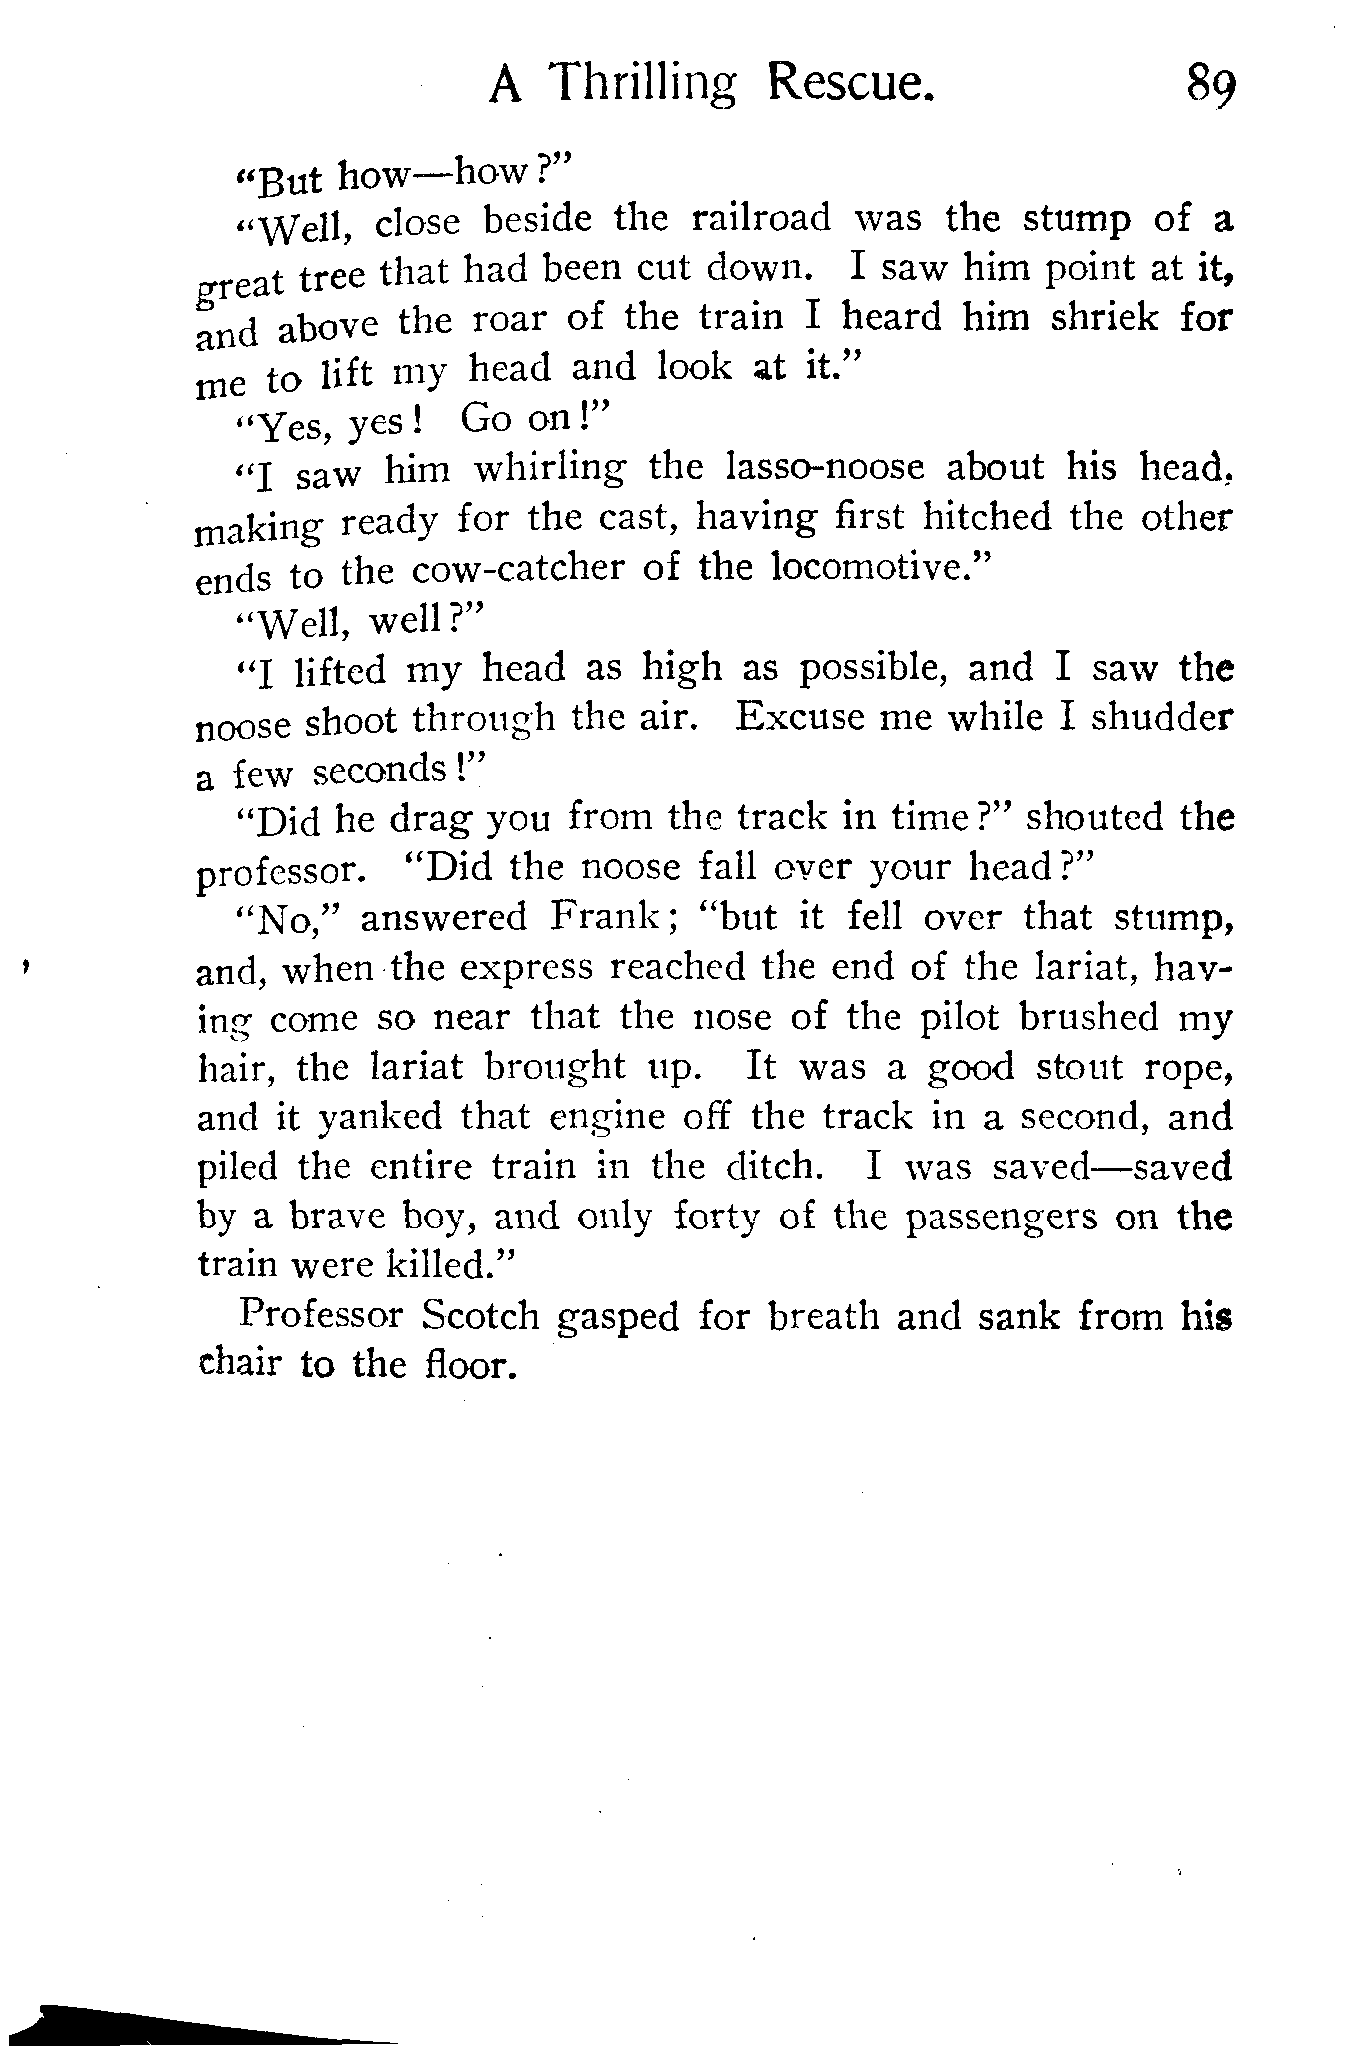 A Thrilling Rescue. 89
“But how—how?”
“Well, close beside the railroad was the stump of a
great tree that had been cut down. I saw him point at it,
and above the roar of the train I heard him shriek for
me to lift my head and look at it.”
“Yes, yes! Go on!”
“I saw him whirling the lasso-noose about his head,
making ready for the cast, having first hitched the other
ends to the cow-catcher of the locomotive.”
“Well, well?”
“I lifted my head as high as possible, and I saw the
noose shoot through the air. Excuse me while I shudder
a few seconds!”
“Did he drag you from the track in time?” shouted the
professor. “Did the noose fall over your head?”
“No,” answered Frank; “but it fell over that stump,
and, when the express reached the end of the lariat, hav-
ing come so near that the nose of the pilot brushed my
hair, the lariat brought up. It was a good stout rope,
and it yanked that engine off the track in a second, and
piled the entire train in the ditch. I was saved—saved
by a brave boy, and only forty of the passengers on the
train were killed.”
Professor Scotch gasped for breath and sank from his
chair to the floor.